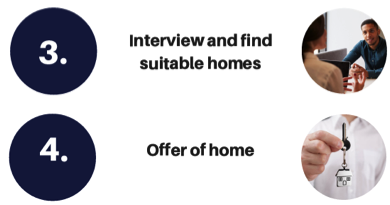 3.
Interview and find
suitable homes
4.
Offer of home